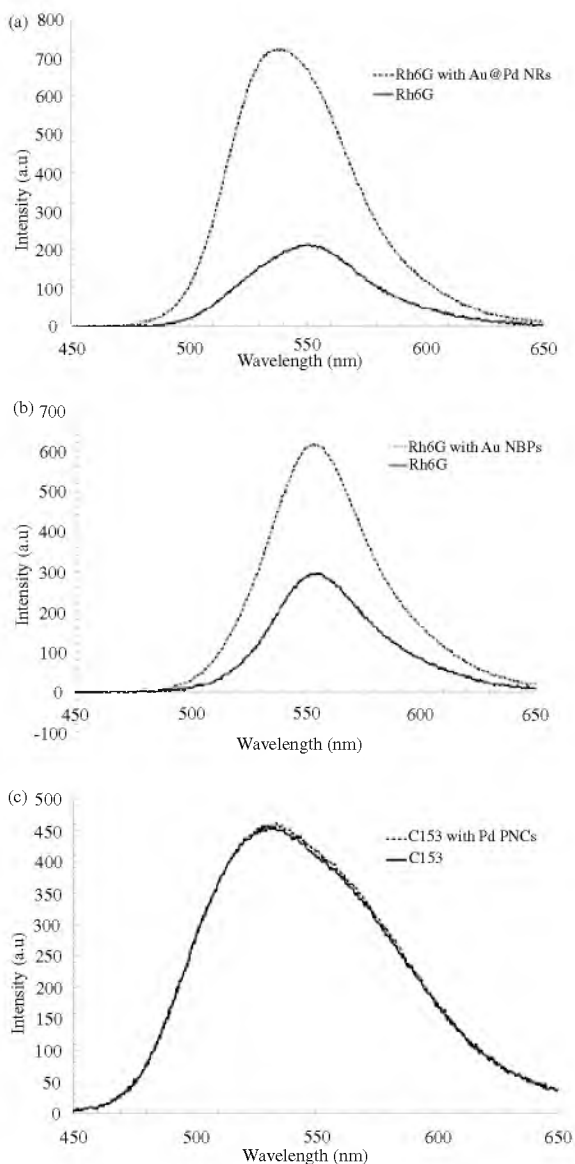 (a)
800
700
600
500
400
300
200
100
0
Intensity (a.u)
Rh6G with Au@Pd NRs
Rh6G
450 500 550 600 650
Wavelength (nm)
(b)
700
600
500
400
300
200
100
0
-100
Intensity (a.u)
Rh6G with Au NBPs
Rh6G
450 500 550 600 650
Wavelength (nm)
(c)
500
450
400
350
300
250
200
150
100
50
0
Intensity (a.u)
C153 with Pd PNCs
C153
450 500 550 600 650
Wavelength (nm)